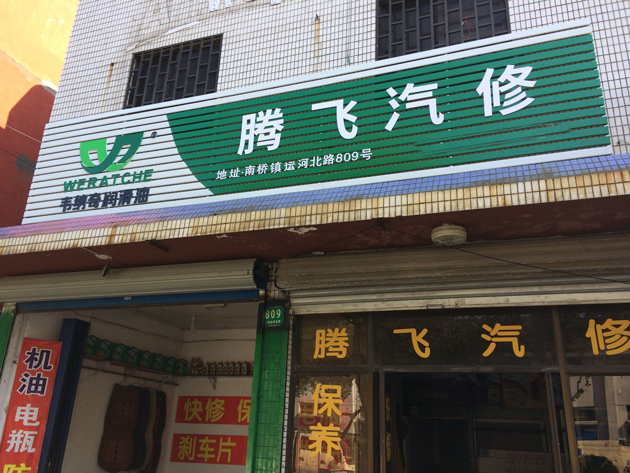 腾飞汽修
地址·南桥镇运河北路809号
WERATCHE
韦纳奇润滑油
809
腾飞汽修
保养
机油
电瓶
快修 保
刹车片